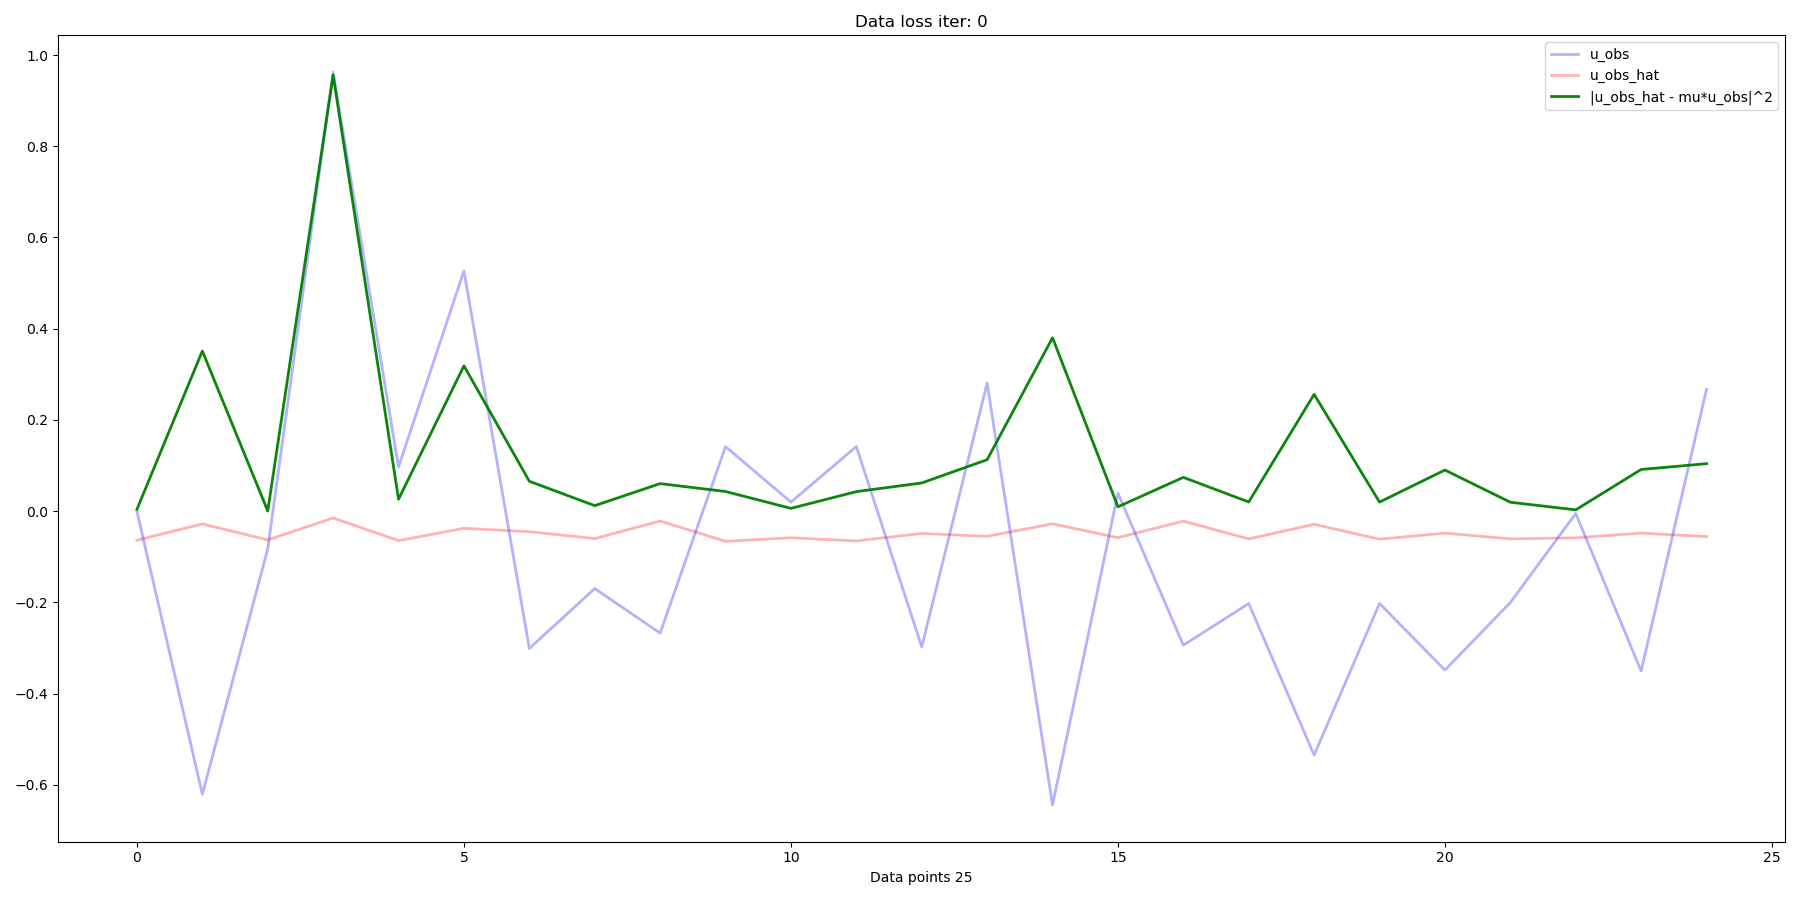 Data loss iter: 0
u_obs
u_obs_hat
|u_obs_hat - mu*u_obs|^2
1.0
0.8
0.6
0.4
0.2
0.0
−0.2
−0.4
−0.6
0 5 10 15 20 25
Data points 25